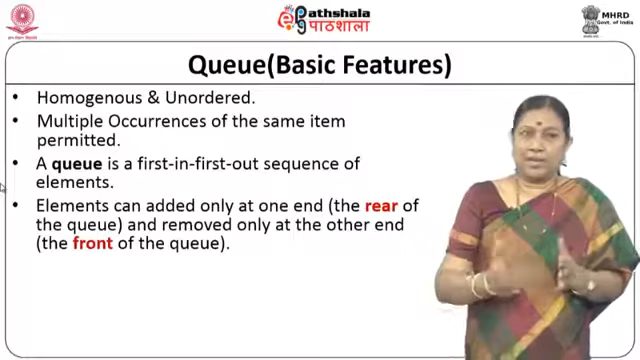 Pathshala
पाठशाला
MHRD
Govt. of India
Queue(Basic Features)
• Homogenous & Unordered.
• Multiple Occurrences of the same item
permitted.
• A queue is a first-in-first-out sequence of
elements.
• Elements can added only at one end (the rear of
the queue) and removed only at the other end
(the front of the queue).